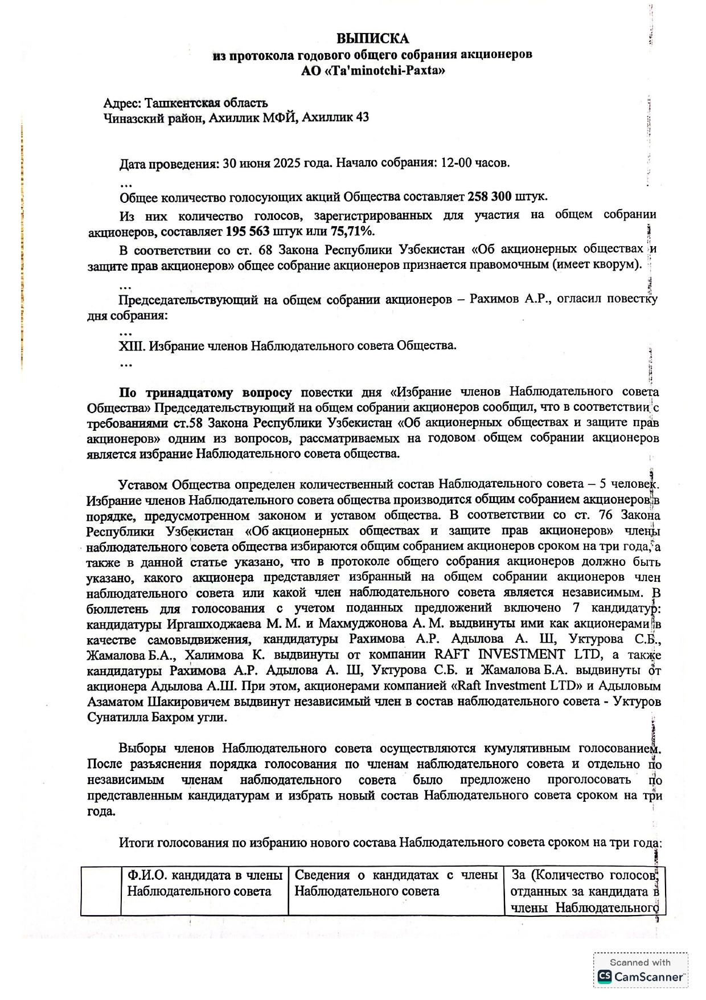 ВЫПИСКА
из протокола годового общего собрания акционеров
АО «Ta'minotchi-Paxta»
Адрес: Ташкентская область
Чиназский район, Ахиллик МФЙ, Ахиллик 43
Дата проведения: 30 июня 2025 года. Начало собрания: 12-00 часов.
...
Общее количество голосующих акций Общества составляет 258 300 штук.
Из них количество голосов, зарегистрированных для участия на общем собрании
акционеров, составляет 195 563 штук или 75,71%.
В соответствии со ст. 68 Закона Республики Узбекистан «Об акционерных обществах и
защите прав акционеров» общее собрание акционеров признается правомочным (имеет кворум).
...
Председательствующий на общем собрании акционеров – Рахимов А.Р., огласил повестку
дня собрания:
...
XIII. Избрание членов Наблюдательного совета Общества.
...
По тринадцатому вопросу повестки дня «Избрание членов Наблюдательного совета
Общества» Председательствующий на общем собрании акционеров сообщил, что в соответствии с
требованиями ст.58 Закона Республики Узбекистан «Об акционерных обществах и защите прав
акционеров» одним из вопросов, рассматриваемых на годовом общем собрании акционеров
является избрание Наблюдательного совета общества.
Уставом Общества определен количественный состав Наблюдательного совета – 5 человек.
Избрание членов Наблюдательного совета общества производится общим собранием акционеров в
порядке, предусмотренном законом и уставом общества. В соответствии со ст. 76 Закона
Республики Узбекистан «Об акционерных обществах и защите прав акционеров» члены
наблюдательного совета общества избираются общим собранием акционеров сроком на три года, а
также в данной статье указано, что в протоколе общего собрания акционеров должно быть
указано, какого акционера представляет избранный на общем собрании акционеров член
наблюдательного совета или какой член наблюдательного совета является независимым. В
бюллетень для голосования с учетом поданных предложений включено 7 кандидатур:
кандидатуры Иргашходжаева М. М. и Махмуджонова А. М. выдвинуты ими как акционерами в
качестве самовыдвижения, кандидатуры Рахимова А.Р. Адылова А. Ш, Уктурова С.Б.,
Жамалова Б.А., Халимова К. выдвинуты от компании RAFT INVESTMENT LTD, а также
кандидатуры Рахимова А.Р. Адылова А. Ш, Уктурова С.Б. и Жамалова Б.А. выдвинуты от
акционера Адылова А.Ш. При этом, акционерами компанией «Raft Investment LTD» и Адыловым
Азаматом Шакировичем выдвинут независимый член в состав наблюдательного совета - Уктуров
Сунатилла Бахром угли.
Выборы членов Наблюдательного совета осуществляются кумулятивным голосованием.
После разъяснения порядка голосования по членам наблюдательного совета и отдельно по
независимым членам наблюдательного совета было предложено проголосовать по
представленным кандидатурам и избрать новый состав Наблюдательного совета сроком на три
года.
Итоги голосования по избранию нового состава Наблюдательного совета сроком на три года:
Ф.И.О. кандидата в члены
Наблюдательного совета
Сведения о кандидатах с члены
Наблюдательного совета
За (Количество голосов,
отданных за кандидата в
члены Наблюдательного
Scanned with
CS CamScanner